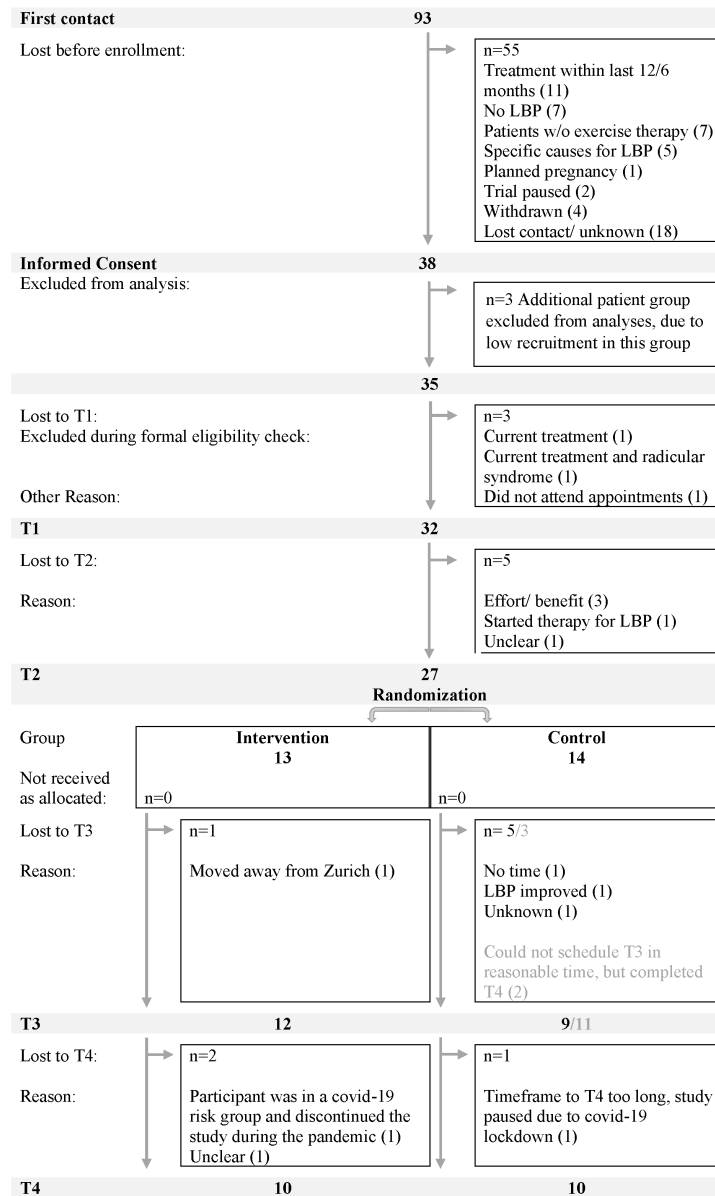 First contact 93
Lost before enrollment:
n=55
Treatment within last 12/6
months (11)
No LBP (7)
Patients w/o exercise therapy (7)
Specific causes for LBP (5)
Planned pregnancy (1)
Trial paused (2)
Withdrawn (4)
Lost contact/ unknown (18)
Informed Consent 38
Excluded from analysis:
n=3 Additional patient group
excluded from analyses, due to
low recruitment in this group
35
Lost to T1:
n=3
Excluded during formal eligibility check:
Current treatment (1)
Current treatment and radicular
syndrome (1)
Other Reason:
Did not attend appointments (1)
T1 32
Lost to T2:
n=5
Reason:
Effort/ benefit (3)
Started therapy for LBP (1)
Unclear (1)
T2 27
Randomization
Group
Intervention
13
Control
14
Not received
as allocated:
n=0
n=0
Lost to T3
n=1
n= 5/3
Reason:
Moved away from Zurich (1)
No time (1)
LBP improved (1)
Unknown (1)
Could not schedule T3 in
reasonable time, but completed
T4 (2)
T3 12 9/11
Lost to T4:
n=2
n=1
Reason:
Participant was in a covid-19
risk group and discontinued the
study during the pandemic (1)
Unclear (1)
Timeframe to T4 too long, study
paused due to covid-19
lockdown (1)
T4 10 10